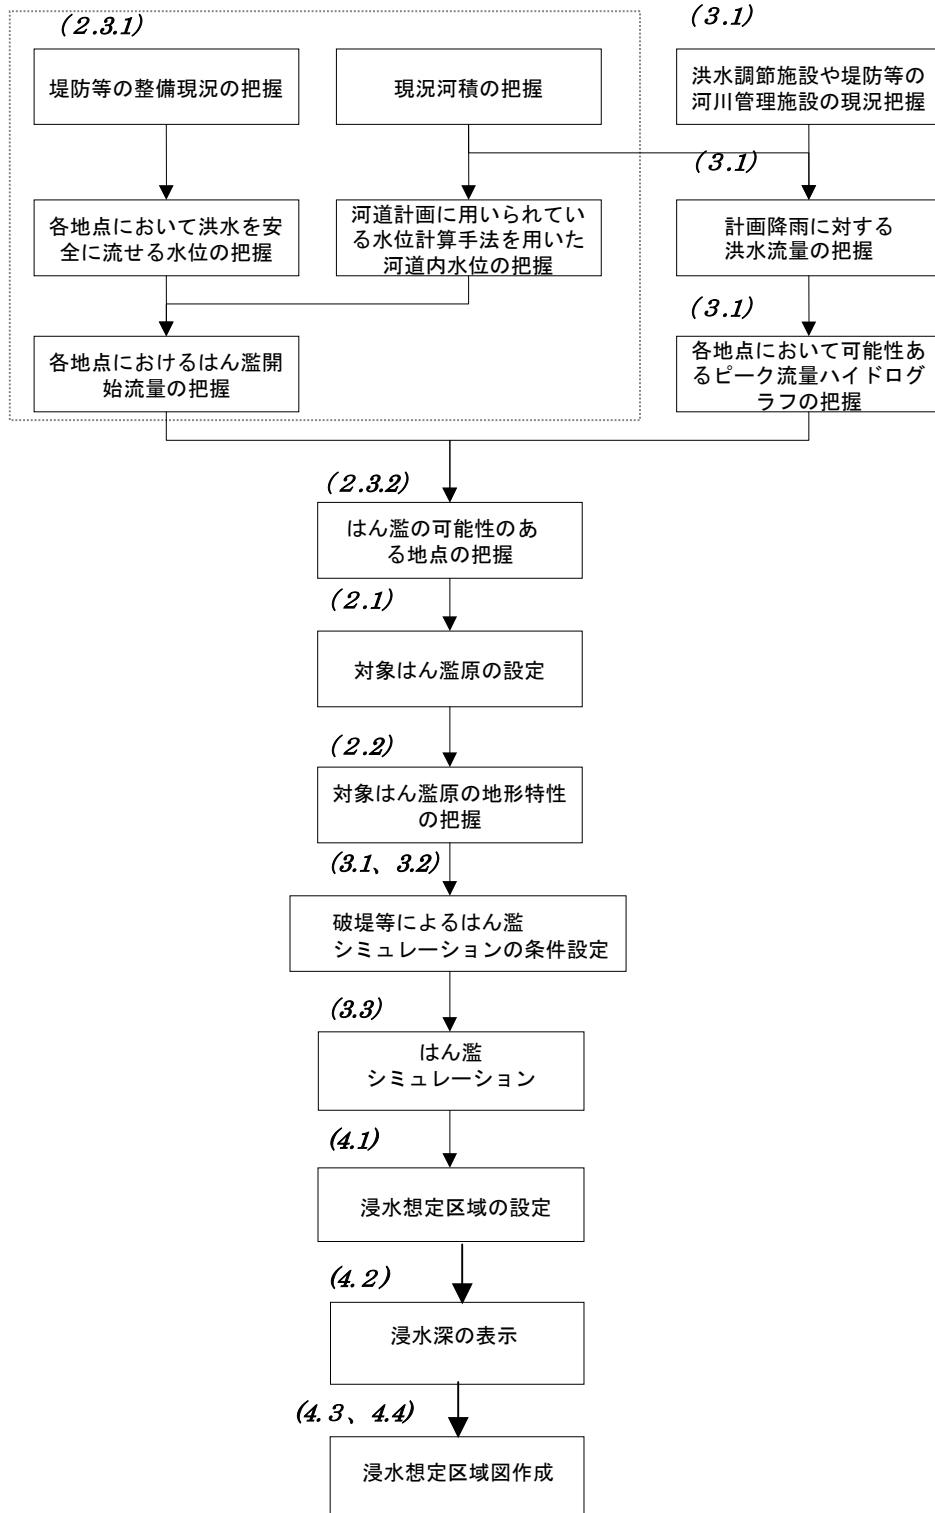 (2.3.1)
堤防等の整備現況の把握
現況河積の把握
(3.1)
洪水調節施設や堤防等の
河川管理施設の現況把握
各地点において洪水を安
全に流せる水位の把握
河道計画に用いられてい
る水位計算手法を用いた
河道内水位の把握
(3.1)
計画降雨に対する
洪水流量の把握
各地点におけるはん濫開
始流量の把握
(3.1)
各地点において可能性あ
るピーク流量ハイドログ
ラフの把握
(2.3.2)
はん濫の可能性のあ
る地点の把握
(2.1)
対象はん濫原の設定
(2.2)
対象はん濫原の地形特性
の把握
(3.1、3.2)
破堤等によるはん濫
シミュレーションの条件設定
(3.3)
はん濫
シミュレーション
(4.1)
浸水想定区域の設定
(4.2)
浸水深の表示
(4.3、4.4)
浸水想定区域図作成